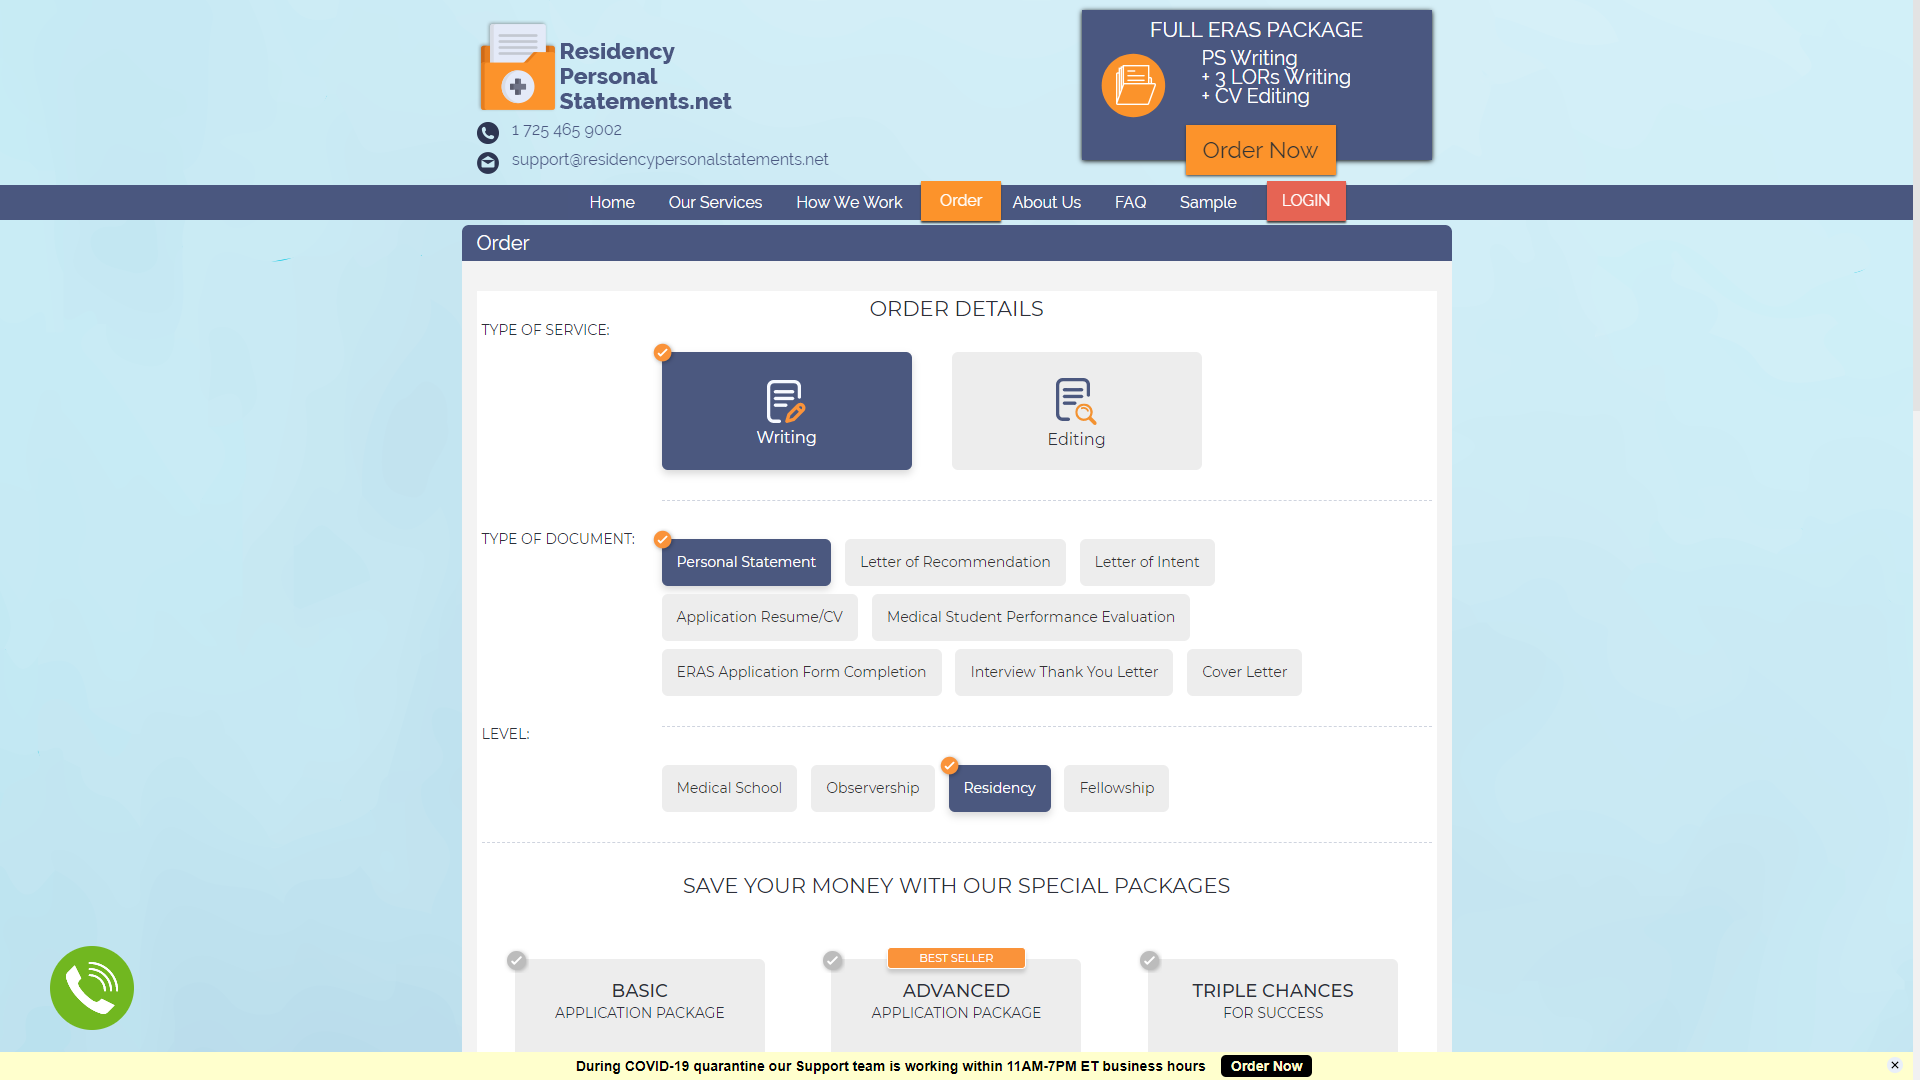 Residency
Personal
Statements.net
1 725 465 9002
support@residencypersonalstatements.net
FULL ERAS PACKAGE
PS Writing
+ 3 LORs Writing
+ CV Editing
Order Now
Home Our Services How We Work Order About Us FAQ Sample LOGIN
Order
ORDER DETAILS
TYPE OF SERVICE:
Writing Editing
TYPE OF DOCUMENT:
Personal Statement Letter of Recommendation Letter of Intent
Application Resume/CV Medical Student Performance Evaluation
ERAS Application Form Completion Interview Thank You Letter Cover Letter
LEVEL:
Medical School Observership Residency Fellowship
SAVE YOUR MONEY WITH OUR SPECIAL PACKAGES
BEST SELLER
BASIC ADVANCED TRIPLE CHANCES
APPLICATION PACKAGE APPLICATION PACKAGE FOR SUCCESS
During COVID-19 quarantine our Support team is working within 11AM-7PM ET business hours Order Now